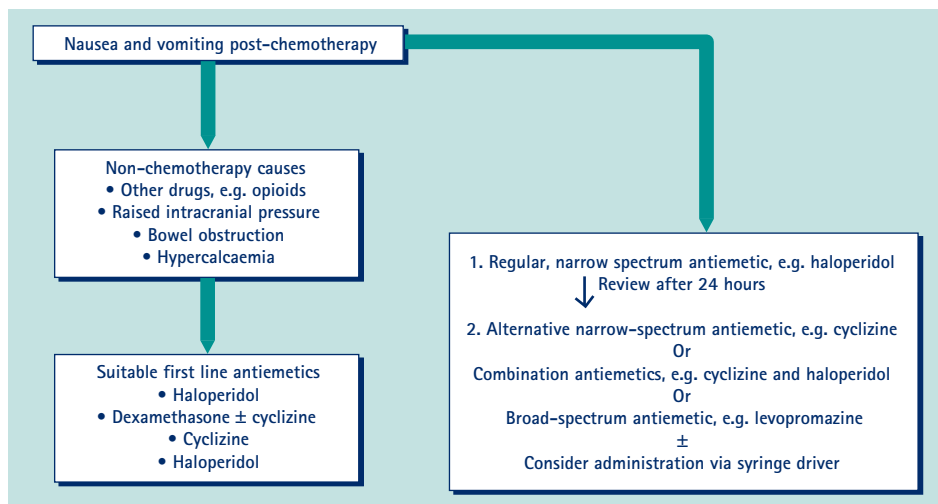 Nausea and vomiting post-chemotherapy
Non-chemotherapy causes
• Other drugs, e.g. opioids
• Raised intracranial pressure
• Bowel obstruction
• Hypercalcaemia
Suitable first line antiemetics
• Haloperidol
• Dexamethasone ± cyclizine
• Cyclizine
• Haloperidol
1. Regular, narrow spectrum antiemetic, e.g. haloperidol
Review after 24 hours
2. Alternative narrow-spectrum antiemetic, e.g. cyclizine
Or
Combination antiemetics, e.g. cyclizine and haloperidol
Or
Broad-spectrum antiemetic, e.g. levopromazine
±
Consider administration via syringe driver